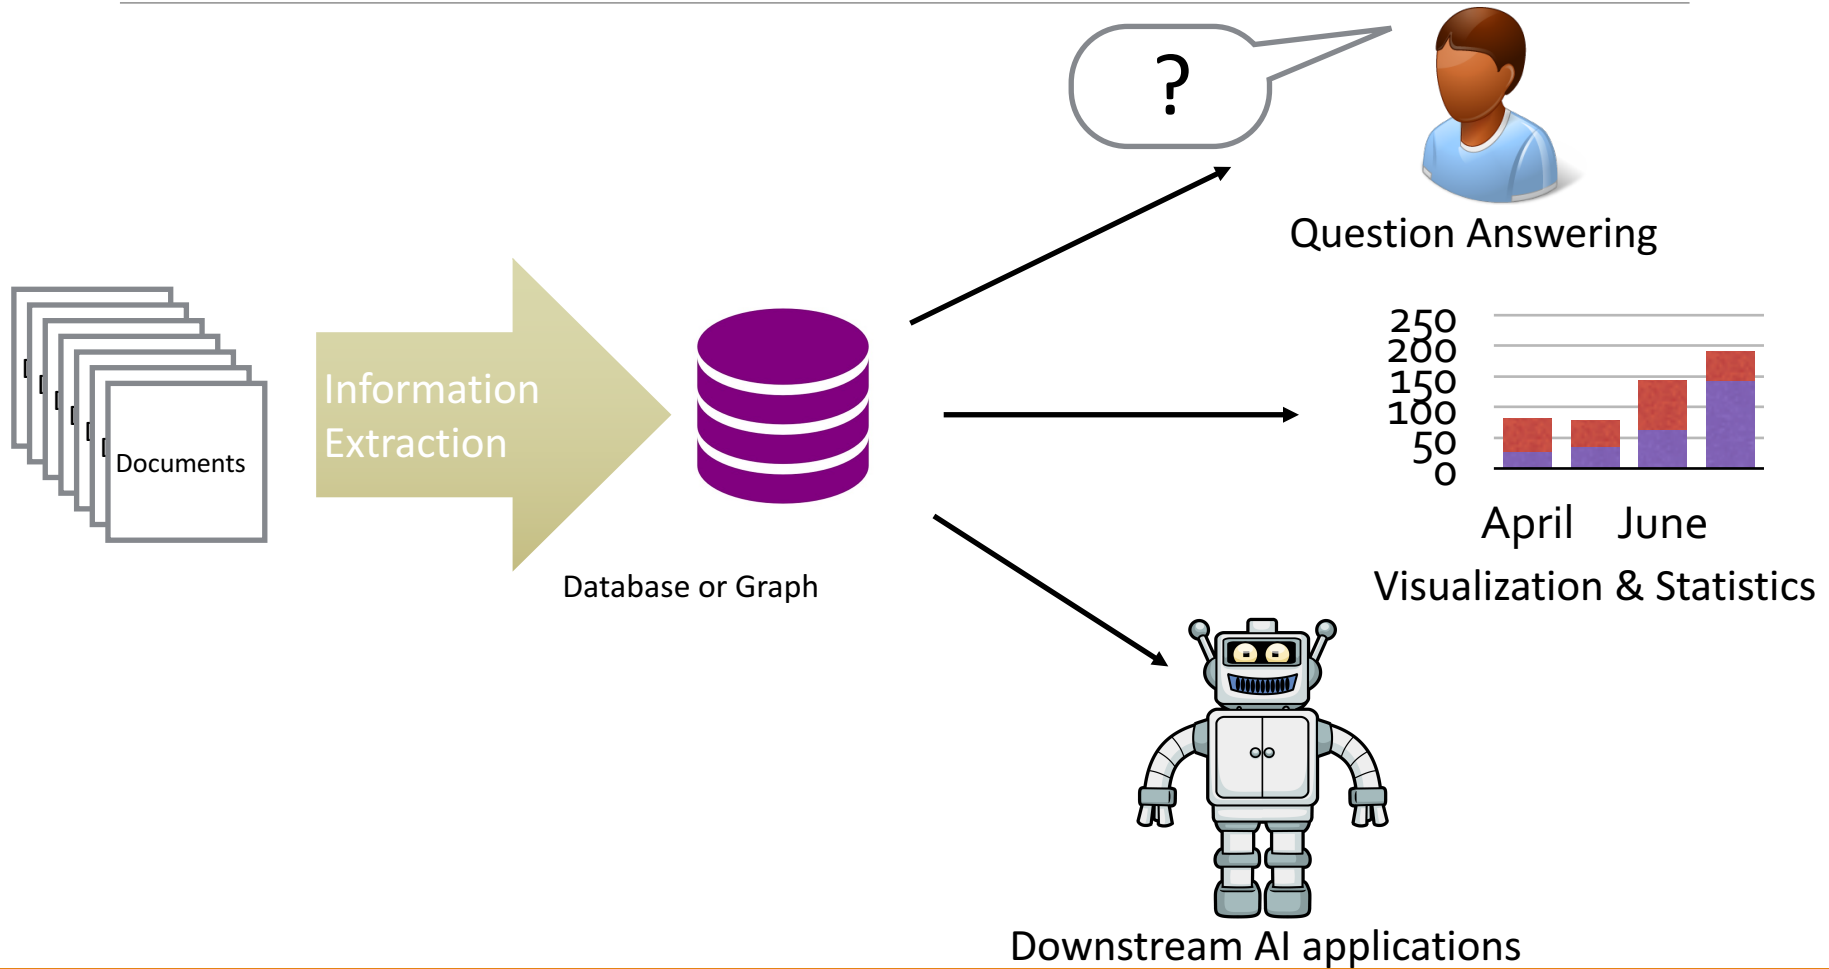 ?
Question Answering
Documents
Information
Extraction
Database or Graph
250
200
150
100
50
0
April June
Visualization & Statistics
Downstream AI applications